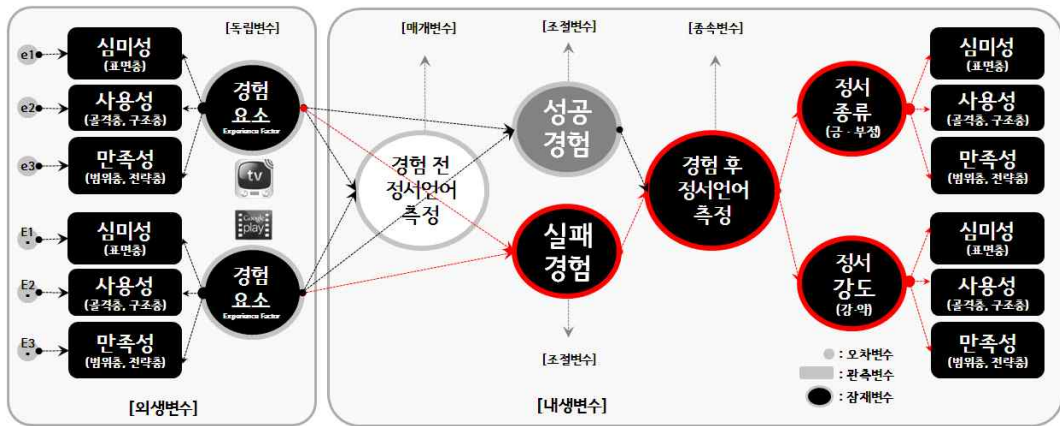 [독립변수]
e1
심미성
(표면층)
e2
사용성
(골격층, 구조층)
e3
만족성
(범위층, 전략층)
경험
요소
Experience Factor
tv
Google
play
E1
심미성
(표면층)
E2
사용성
(골격층, 구조층)
E3
만족성
(범위층, 전략층)
경험
요소
Experience Factor
[외생변수]
[매개변수]
[조절변수]
[종속변수]
경험 전
정서언어
측정
성공
경험
실패
경험
[조절변수]
경험 후
정서언어
측정
정서
종류
(긍·부정)
심미성
(표면층)
사용성
(골격층, 구조층)
만족성
(범위층, 전략층)
정서
강도
(강·약)
심미성
(표면층)
사용성
(골격층, 구조층)
만족성
(범위층, 전략층)
: 오차변수
: 관측변수
: 잠재변수
[내생변수]